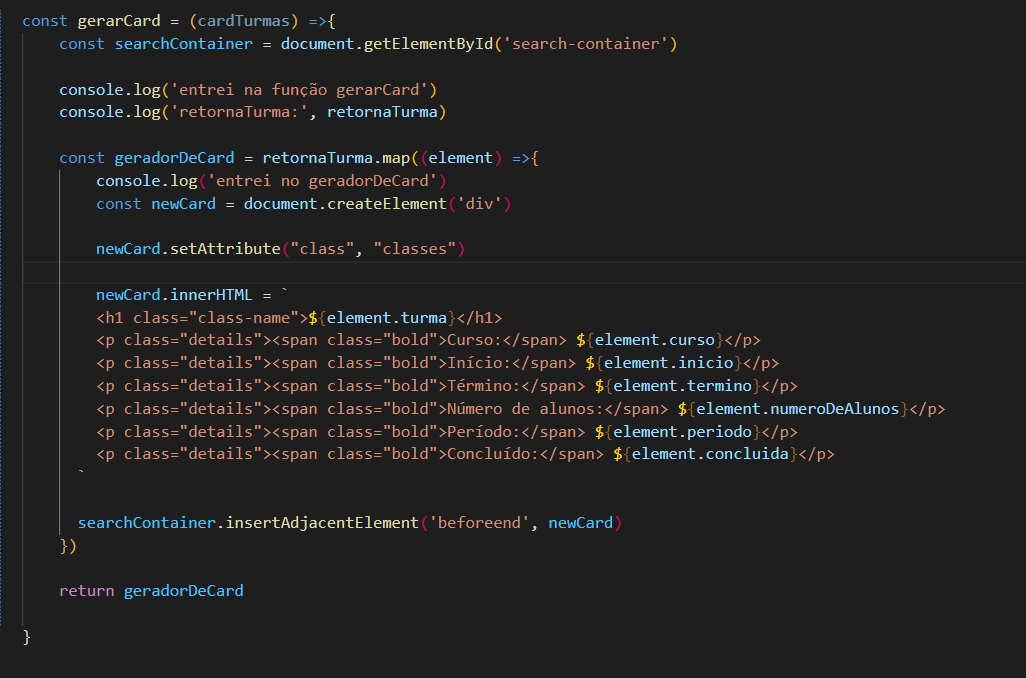 const gerarCard = (cardTurmas) =>{
const searchContainer = document.getElementById('search-container')
console.log('entrei na função gerarCard')
console.log('retornaTurma:', retornaTurma)
const geradorDeCard = retornaTurma.map((element) =>{
console.log('entrei no geradorDeCard')
const newCard = document.createElement('div')
newCard.setAttribute("class", "classes")
newCard.innerHTML = `
<h1 class="class-name">${element.turma}</h1>
<p class="details"><span class="bold">Curso:</span> ${element.curso}</p>
<p class="details"><span class="bold">Início:</span> ${element.inicio}</p>
<p class="details"><span class="bold">Término:</span> ${element.termino}</p>
<p class="details"><span class="bold">Número de alunos:</span> ${element.numeroDeAlunos}</p>
<p class="details"><span class="bold">Período:</span> ${element.periodo}</p>
<p class="details"><span class="bold">Concluído:</span> ${element.concluida}</p>
`
searchContainer.insertAdjacentElement('beforeend', newCard)
})
return geradorDeCard
}